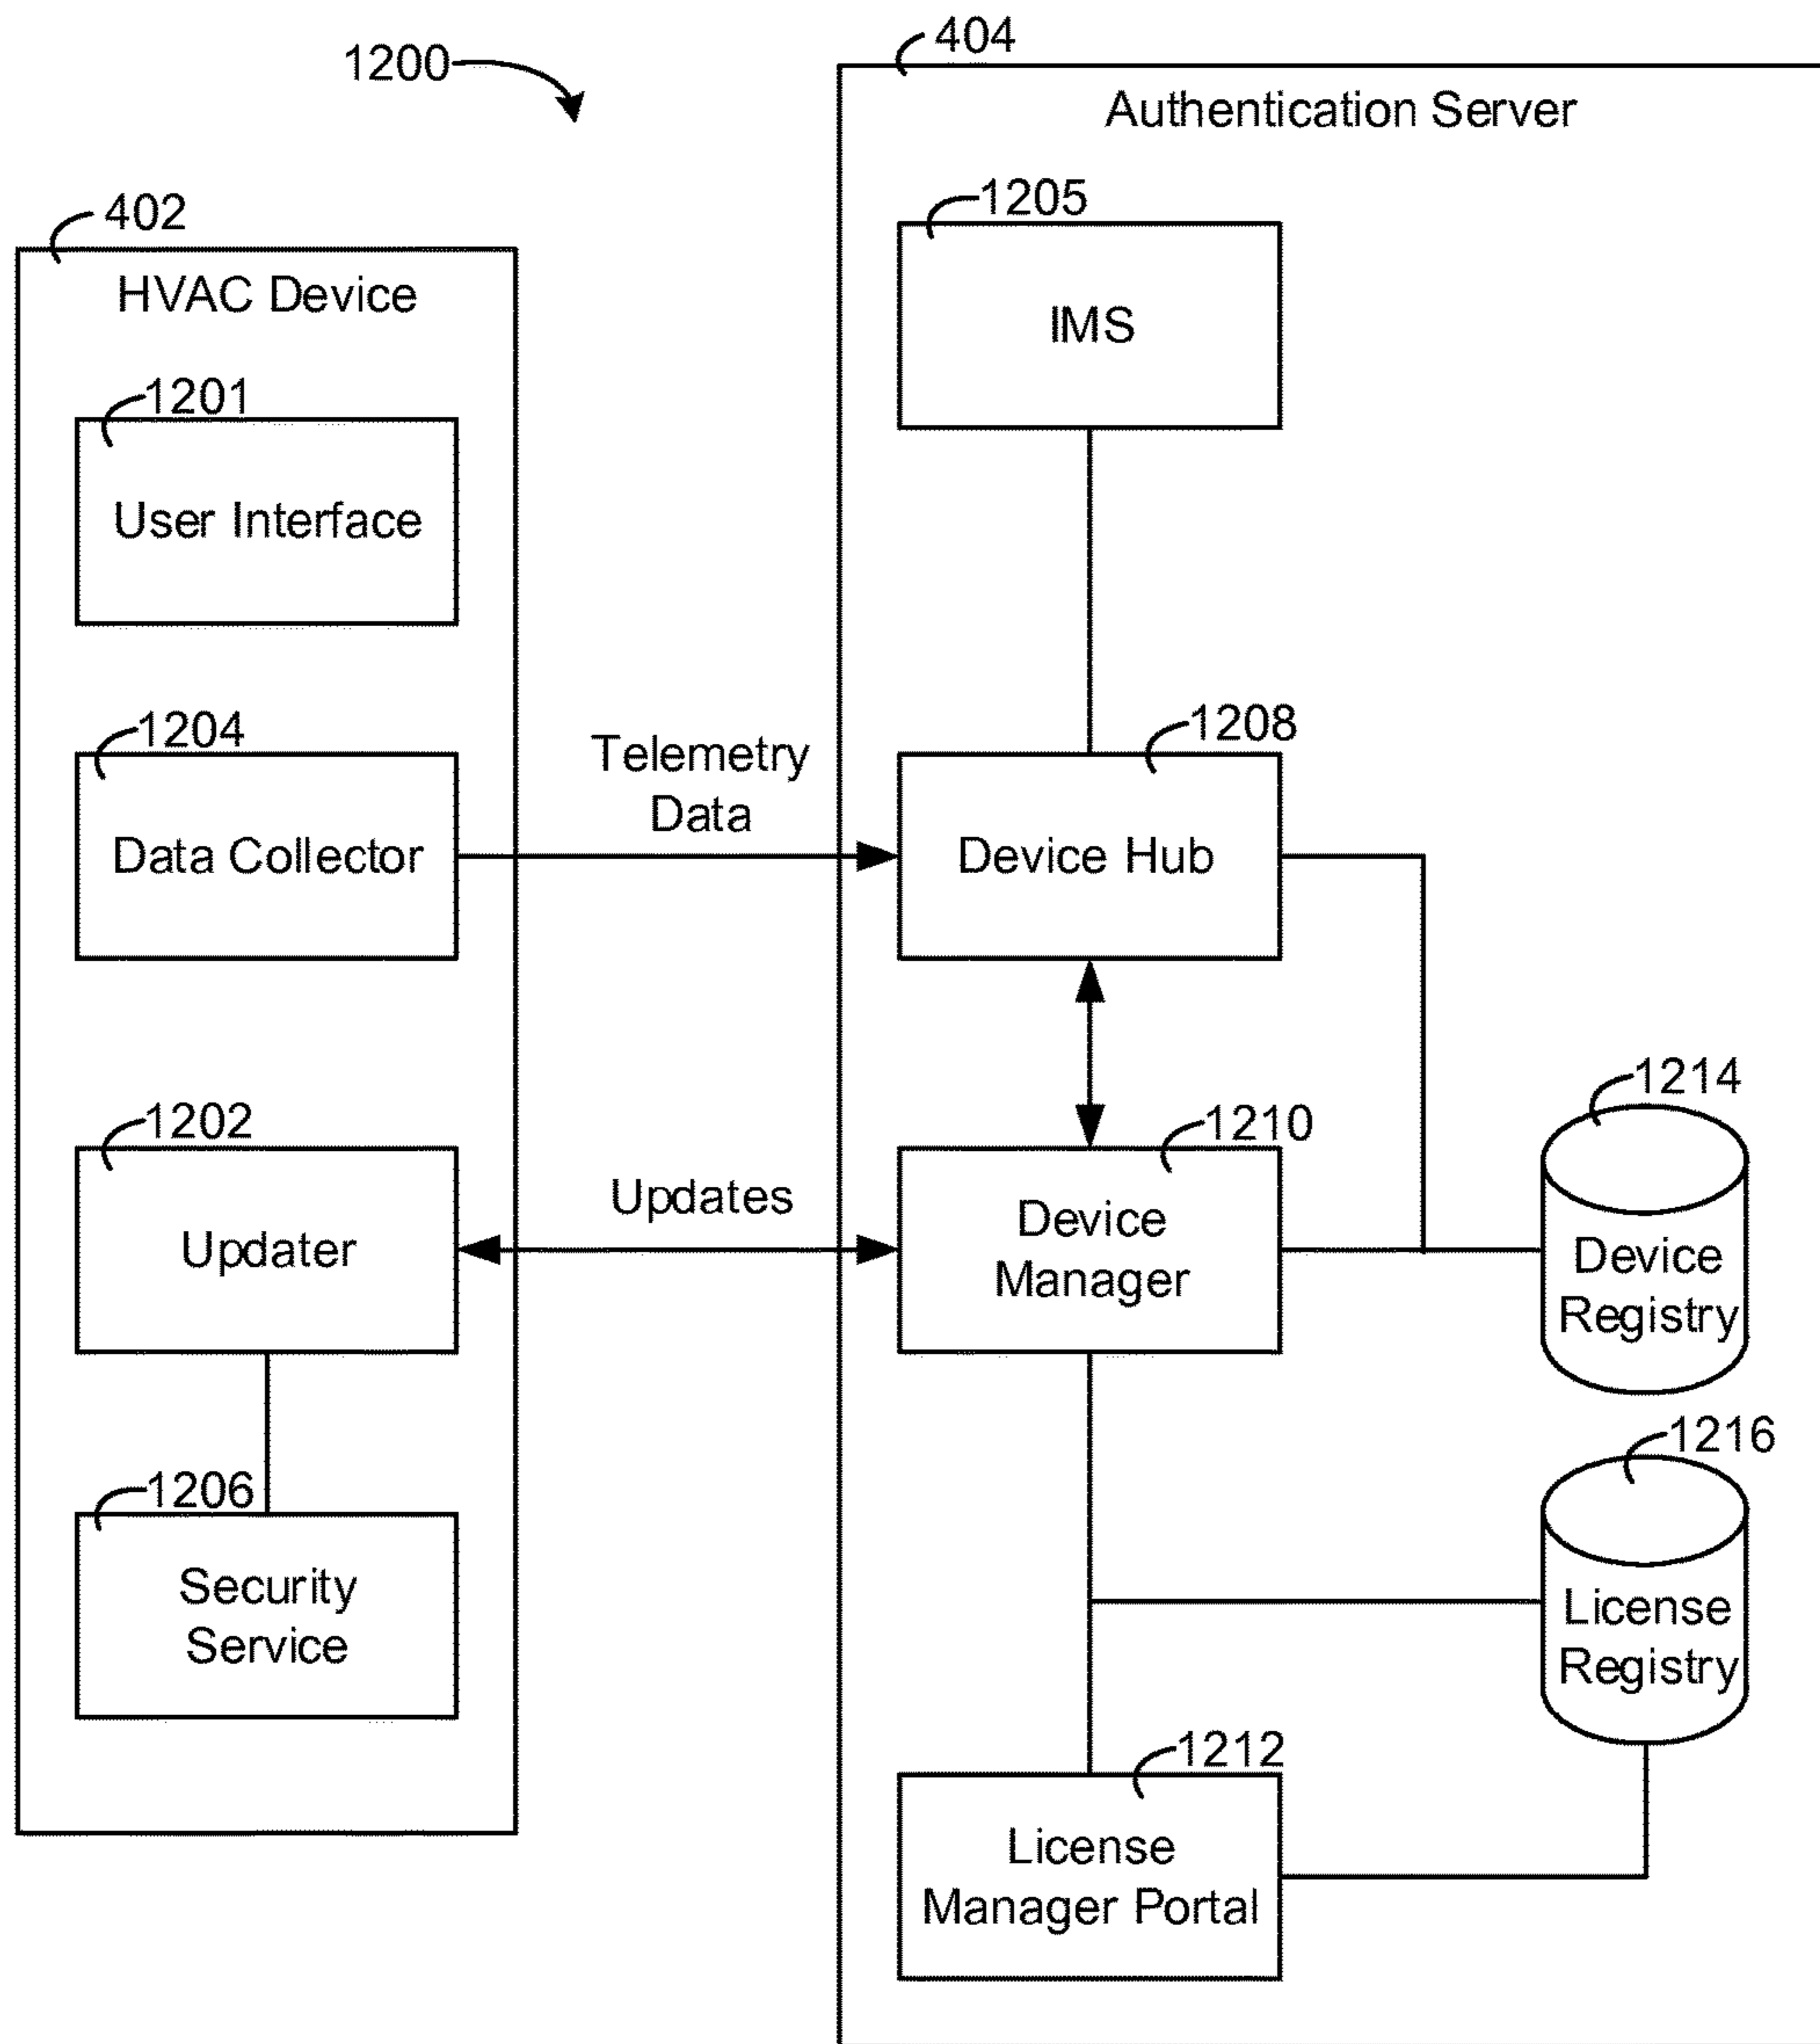 1200
404
Authentication Server
402
HVAC Device
1205
IMS
1201
User Interface
1204
Data Collector
Telemetry
Data
1208
Device Hub
1202
Updater
Updates
1210
Device
Manager
1214
Device
Registry
1206
Security
Service
1216
License
Registry
1212
License
Manager Portal